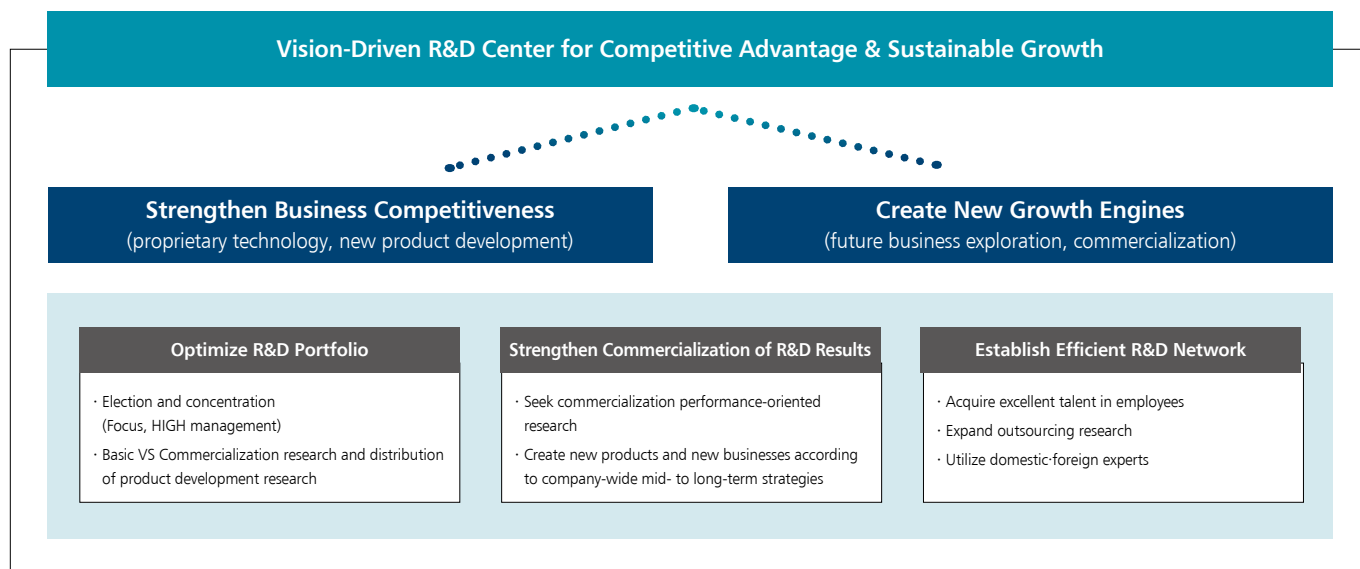 Vision-Driven R&D Center for Competitive Advantage & Sustainable Growth
Strengthen Business Competitiveness
(proprietary technology, new product development)
Create New Growth Engines
(future business exploration, commercialization)
Optimize R&D Portfolio
· Election and concentration
(Focus, HIGH management)
· Basic VS Commercialization research and distribution
of product development research
Strengthen Commercialization of R&D Results
· Seek commercialization performance-oriented
research
· Create new products and new businesses according
to company-wide mid- to long-term strategies
Establish Efficient R&D Network
· Acquire excellent talent in employees
· Expand outsourcing research
· Utilize domestic·foreign experts